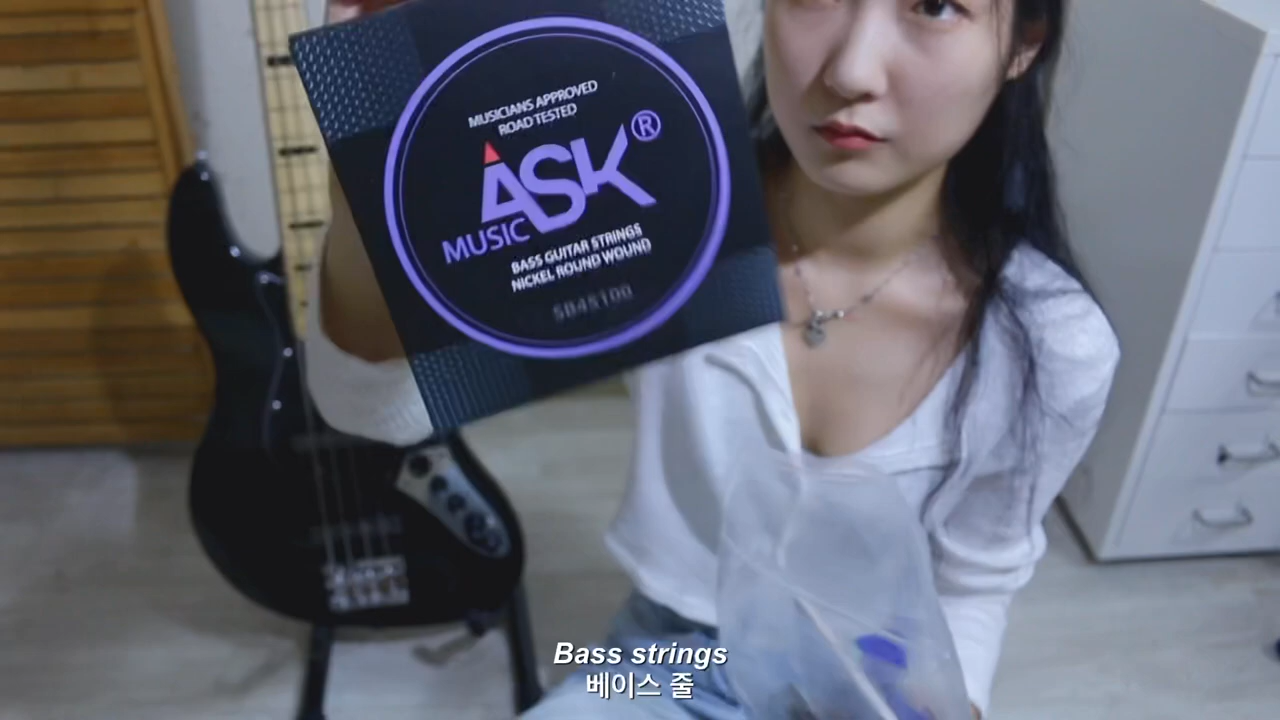 MUSICIANS APPROVED
ROAD TESTED
ASK®
MUSIC
BASS GUITAR STRINGS
NICKEL ROUND WOUND
SB45100
Bass strings
베이스 줄